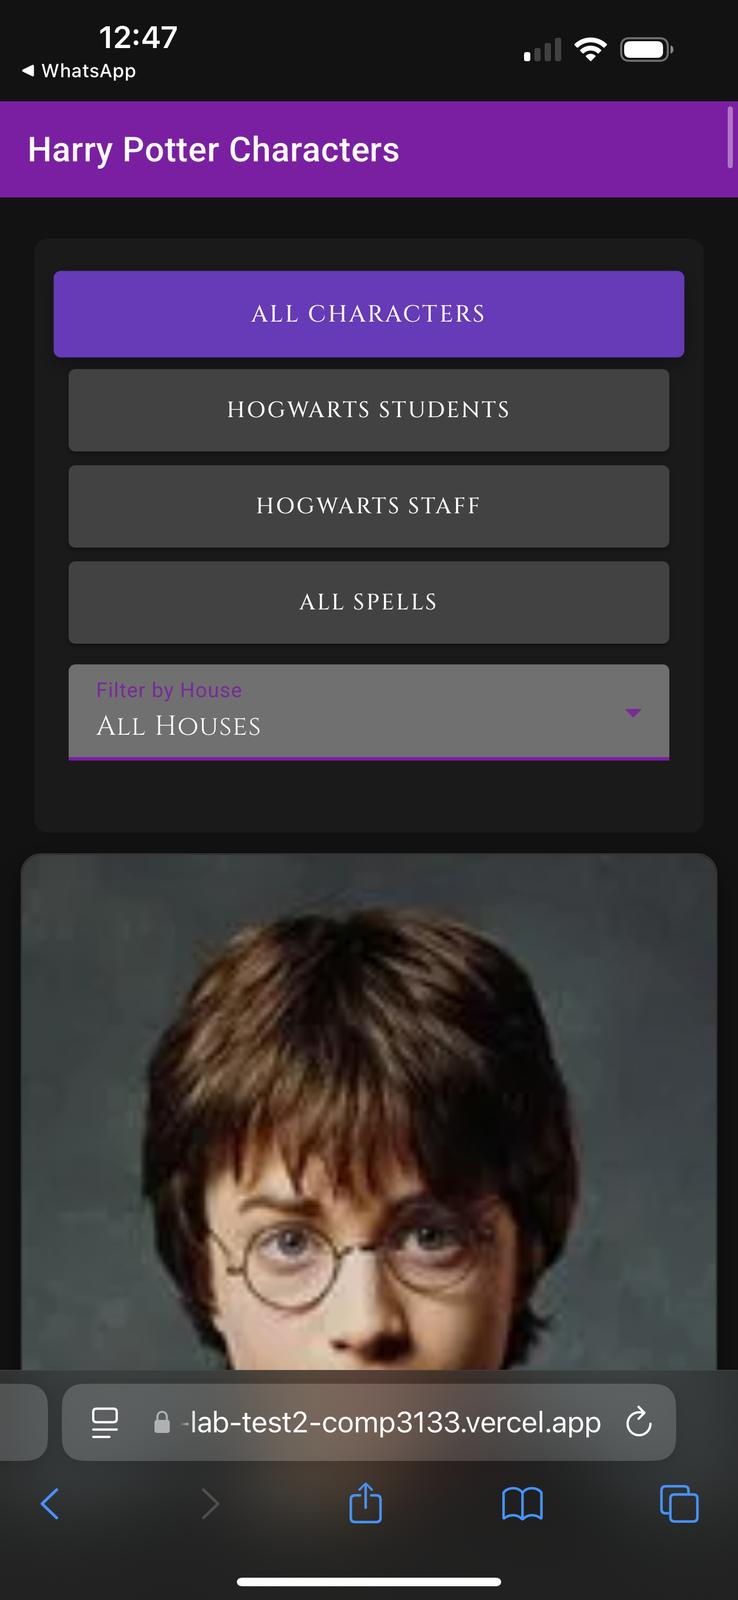 12:47
◀ WhatsApp
Harry Potter Characters
ALL CHARACTERS
HOGWARTS STUDENTS
HOGWARTS STAFF
ALL SPELLS
Filter by House
All Houses
-lab-test2-comp3133.vercel.app